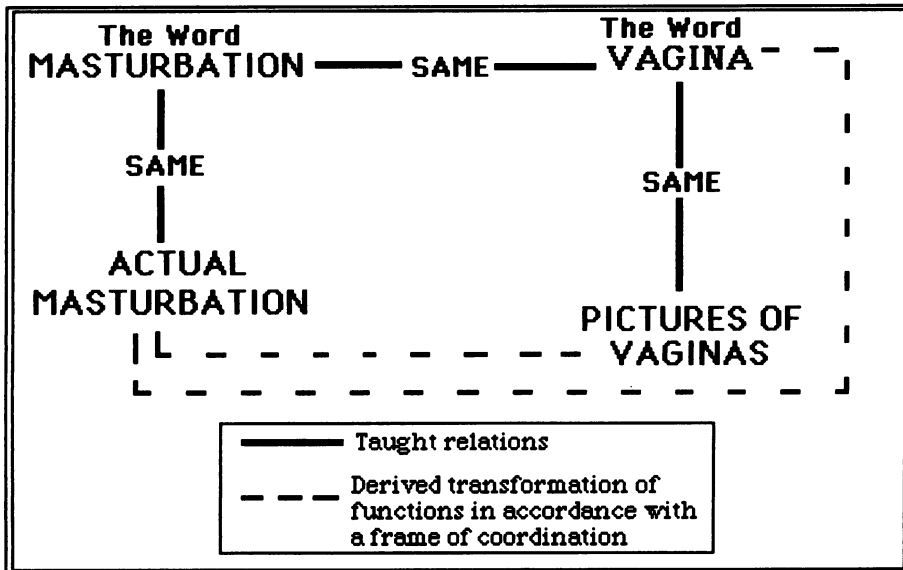 The Word
MASTURBATION
SAME
The Word
VAGINA
SAME
SAME
ACTUAL
MASTURBATION
PICTURES OF
VAGINAS
Taught relations
Derived transformation of
functions in accordance with
a frame of coordination